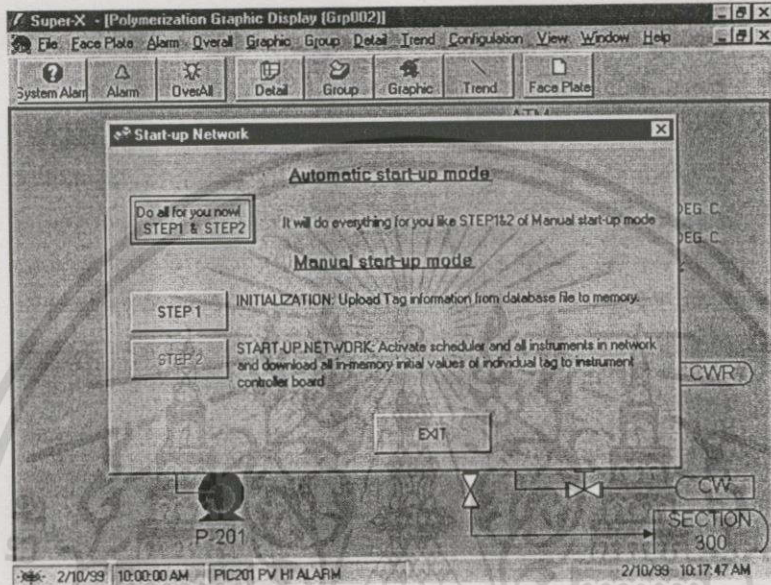 Super-X - [Polymerization Graphic Display (Grp002)]
File Face Plate Alarm Overall Graphic Group Detail Trend Configulation View Window Help
System Alarr Alarm OverAll Detail Group Graphic Trend Face Plate
Start-up Network
Automatic start-up mode
Do all for you now!
STEP1 & STEP2
It will do everything for you like STEP1&2 of Manual start-up mode
DEG. C
DEG. C
Manual start-up mode
STEP 1
INITIALIZATION: Upload Tag information from database file to memory.
STEP 2
START-UP NETWORK: Activate scheduler and all instruments in network
and download all in-memory initial values of individual tag to instrument
controller board
CWR
EXIT
CW
P-201
SECTION
300
2/10/99 10:00:00 AM PIC201 PV HI ALARM 2/10/99 10:17:47 AM